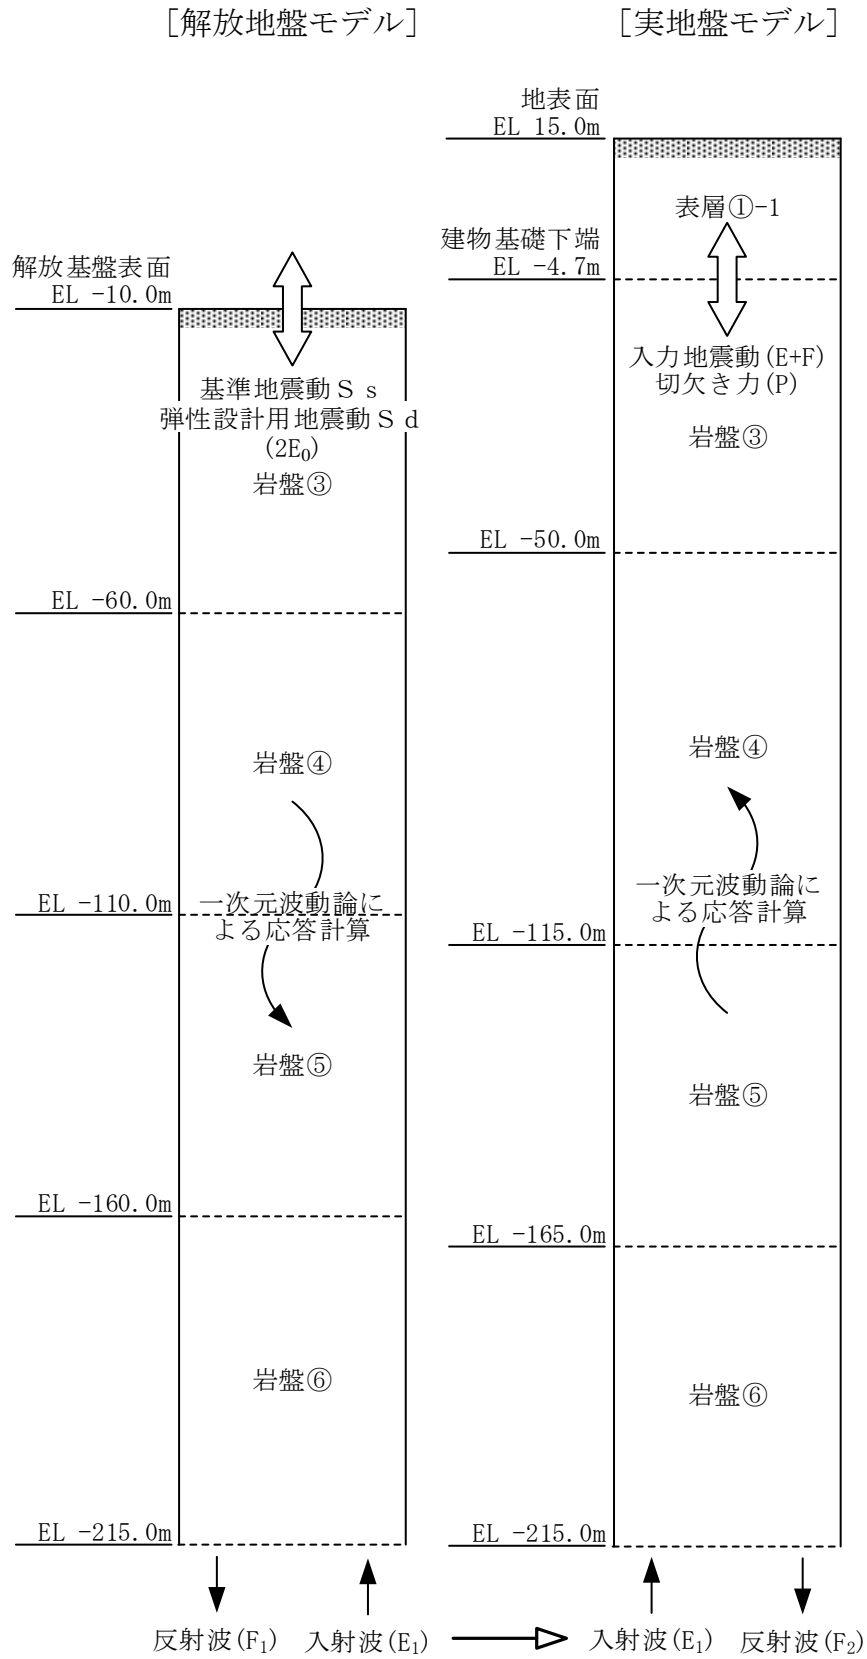 [解放地盤モデル]
解放基盤表面
EL -10.0m
基準地震動Ｓｓ
弾性設計用地震動Ｓｄ
(2E₀)
岩盤③
EL -60.0m
岩盤④
EL -110.0m
一次元波動論に
よる応答計算
岩盤⑤
EL -160.0m
岩盤⑥
EL -215.0m
反射波(F₁)
入射波(E₁)
[実地盤モデル]
地表面
EL 15.0m
表層①-1
建物基礎下端
EL -4.7m
入力地震動(E+F)
切欠き力(P)
岩盤③
EL -50.0m
岩盤④
一次元波動論に
よる応答計算
EL -115.0m
岩盤⑤
EL -165.0m
岩盤⑥
EL -215.0m
入射波(E₁)
反射波(F₂)